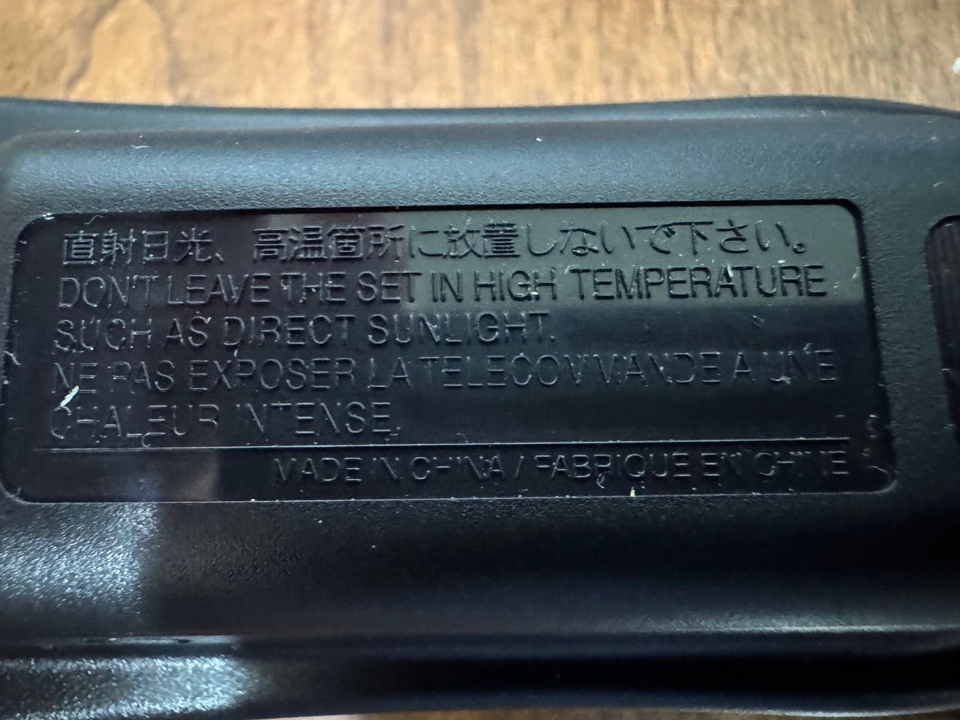 直射日光、高温箇所に放置しないで下さい。
DON'T LEAVE THE SET IN HIGH TEMPERATURE
SUCH AS DIRECT SUNLIGHT.
NE PAS EXPOSER LA TELECOMMANDE A UNE
CHALEUR INTENSE.
MADE IN CHINA / FABRIQUE EN CHINE